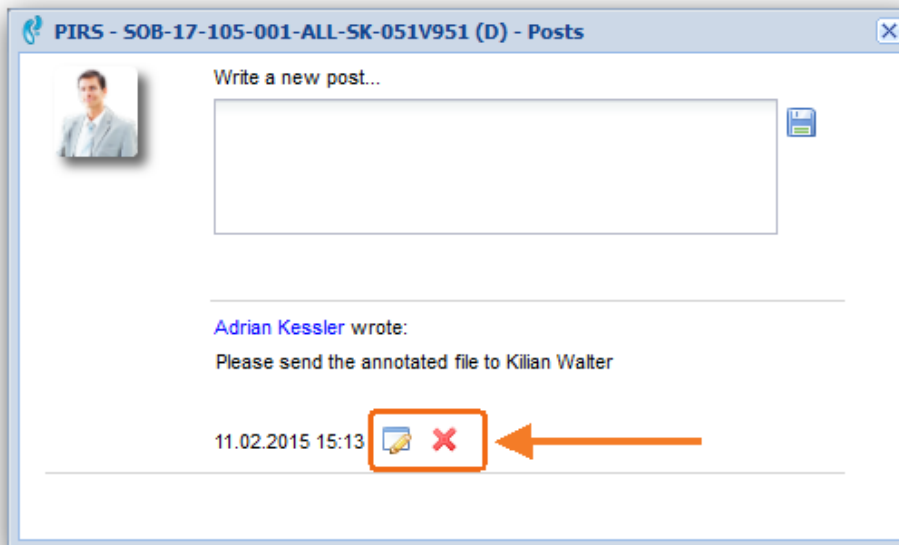 PIRS - SOB-17-105-001-ALL-SK-051V951 (D) - Posts
Write a new post...
Adrian Kessler wrote:
Please send the annotated file to Kilian Walter
11.02.2015 15:13